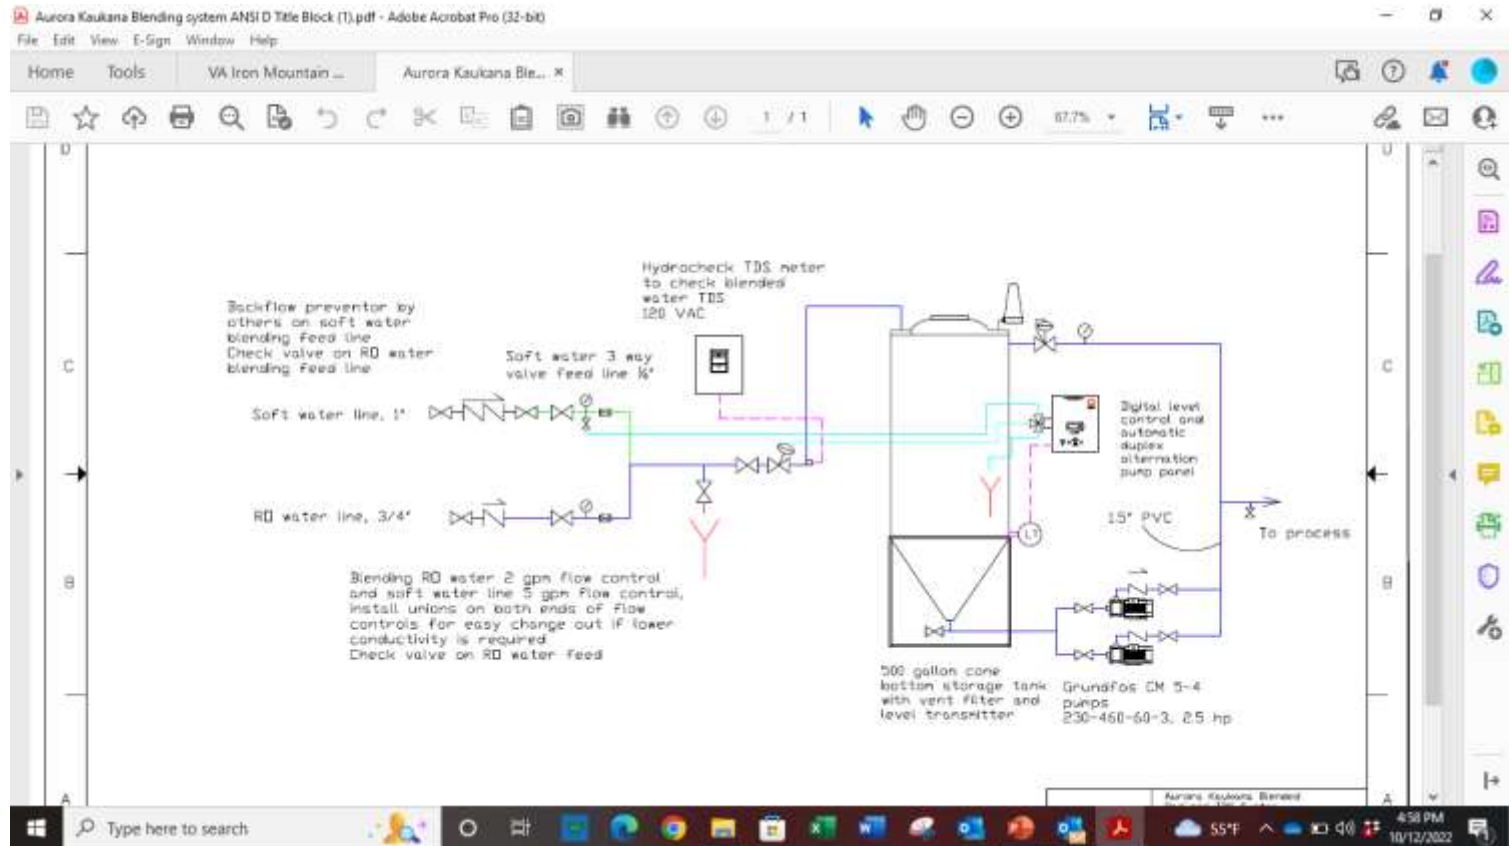 Aurora Kaukana Blending system ANSI D Title Block (1).pdf - Adobe Acrobat Pro (32-bit)
File Edit View E-Sign Window Help
Home Tools VA Iron Mountain ... Aurora Kaukana Ble... ×
1 / 1 67.7%
D D
Hydrocheck TDS meter
to check blended
water TDS
120 VAC
Backflow preventor by
others on soft water
blending feed line
Check valve on RO water
blending feed line
C C
Soft water 3 way
valve feed line ¼"
Soft water line, 1"
Digital level
control and
automatic
duplex
alternation
pump panel
RO water line, 3/4"
LT
1.5" PVC
To process
B B
Blending RO water 2 gpm flow control
and soft water line 5 gpm flow control,
install unions on both ends of flow
controls for easy change out if lower
conductivity is required
Check valve on RO water feed
500 gallon cone
bottom storage tank
with vent filter and
level transmitter
Grundfos CM 5-4
pumps
230-460-60-3, 2.5 hp
A A
Aurora Kaukana Blended
Type here to search
55°F
4:58 PM
10/12/2022